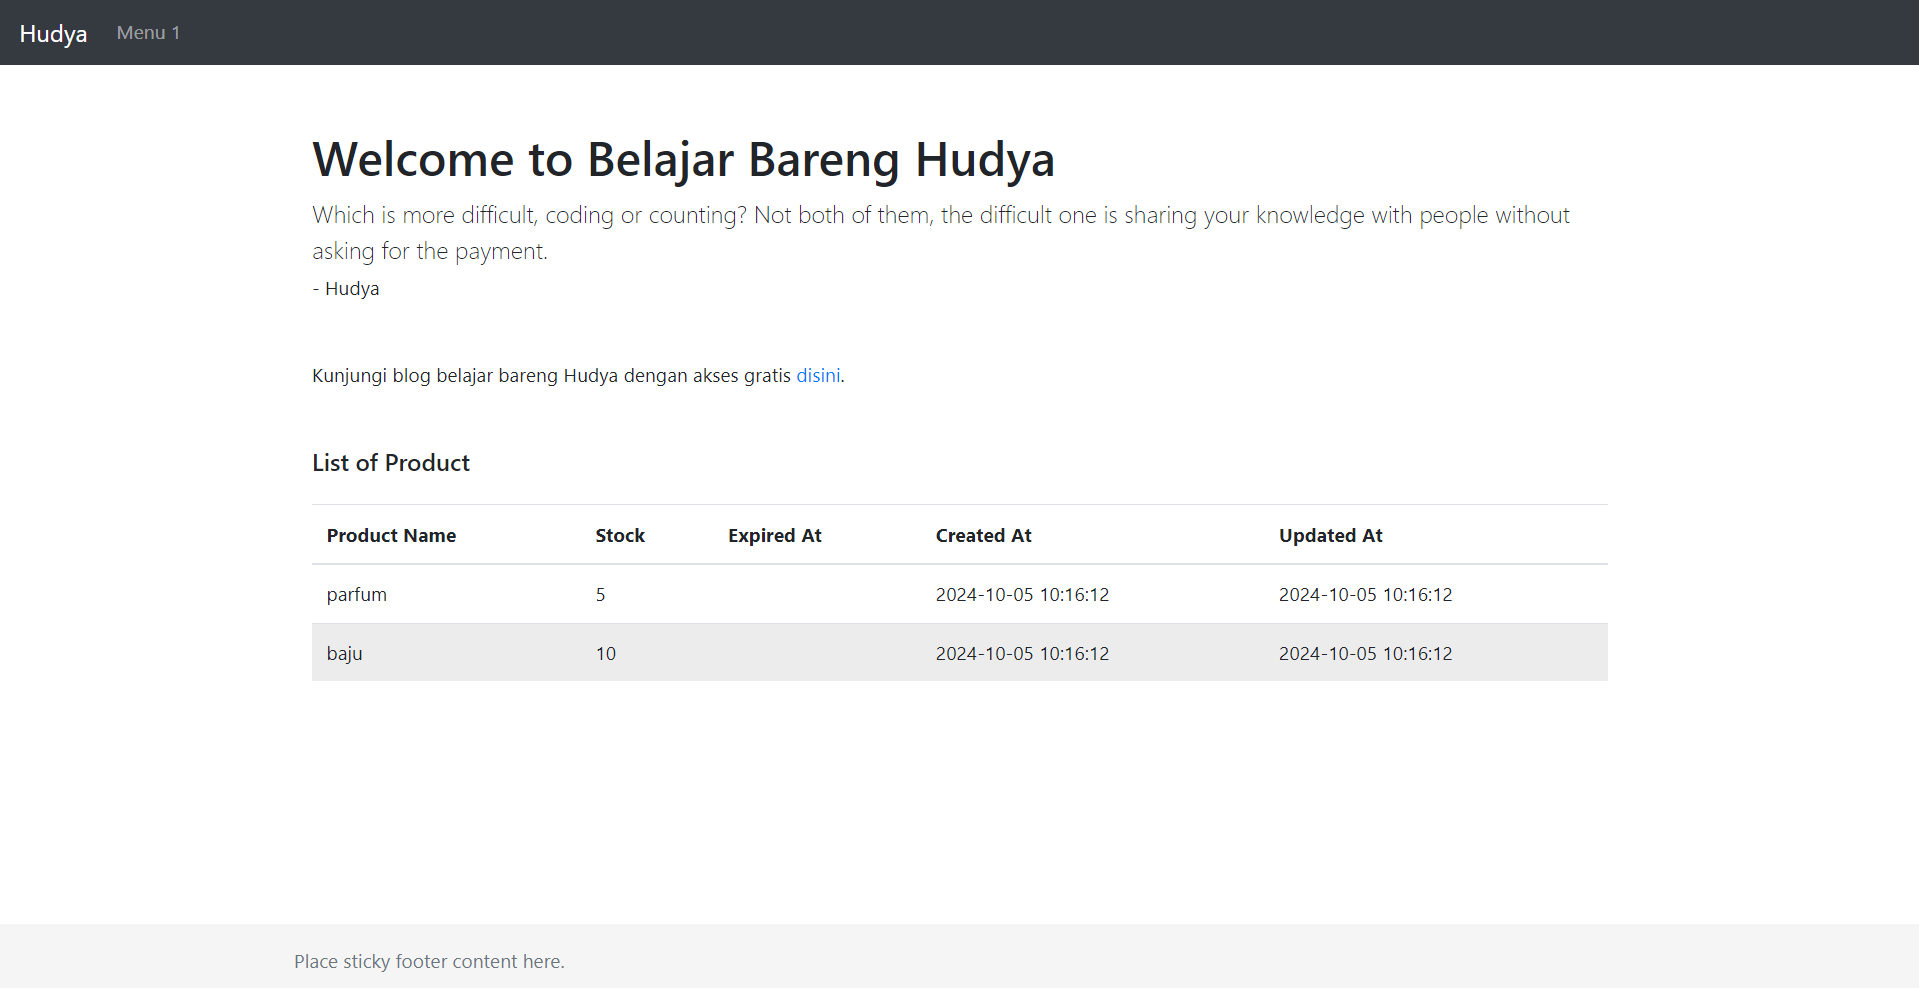 Hudya Menu 1
Welcome to Belajar Bareng Hudya
Which is more difficult, coding or counting? Not both of them, the difficult one is sharing your knowledge with people without
asking for the payment.
- Hudya
Kunjungi blog belajar bareng Hudya dengan akses gratis disini.
List of Product
Product Name Stock Expired At Created At Updated At
parfum 5 2024-10-05 10:16:12 2024-10-05 10:16:12
baju 10 2024-10-05 10:16:12 2024-10-05 10:16:12
Place sticky footer content here.